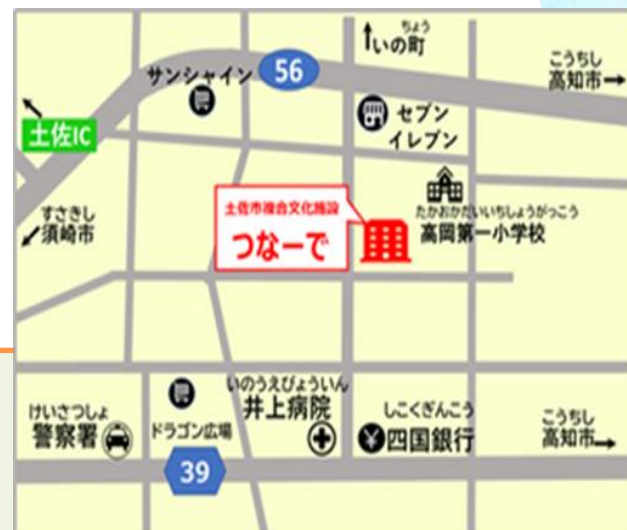 ちょう
いの町
サンシャイン
56
こうちし
高知市
セブン
イレブン
土佐IC
たかおかだいいちしょうがっこう
高岡第一小学校
土佐市複合文化施設
つなーで
すさきし
須崎市
けいさつしょ
警察署
ドラゴン広場
39
いのうえびょういん
井上病院
しこくぎんこう
¥
四国銀行
こうちし
高知市